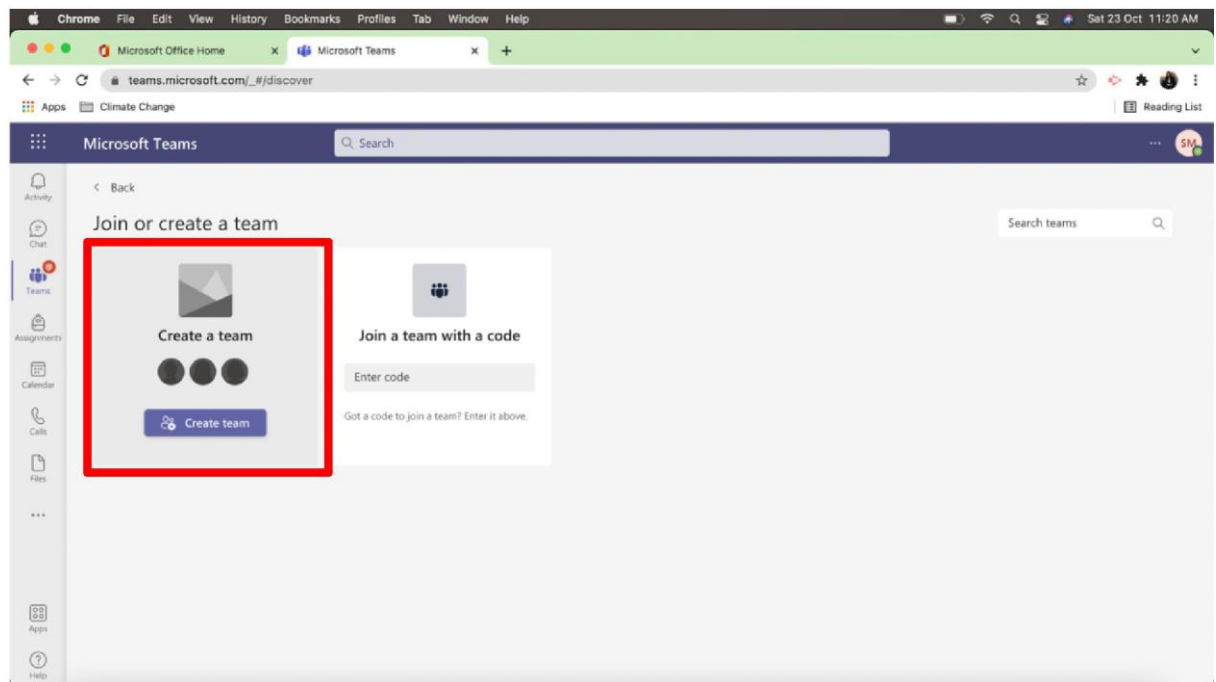 Chrome File Edit View History Bookmarks Profiles Tab Window Help Sat 23 Oct 11:20 AM
Microsoft Office Home Microsoft Teams
teams.microsoft.com/_#/discover
Apps Climate Change Reading List
Microsoft Teams Search SM
Activity
Chat
Teams
Assignments
Calendar
Calls
Files
Apps
Help
Back
Join or create a team Search teams
Create a team
Create team
Join a team with a code
Enter code
Got a code to join a team? Enter it above.